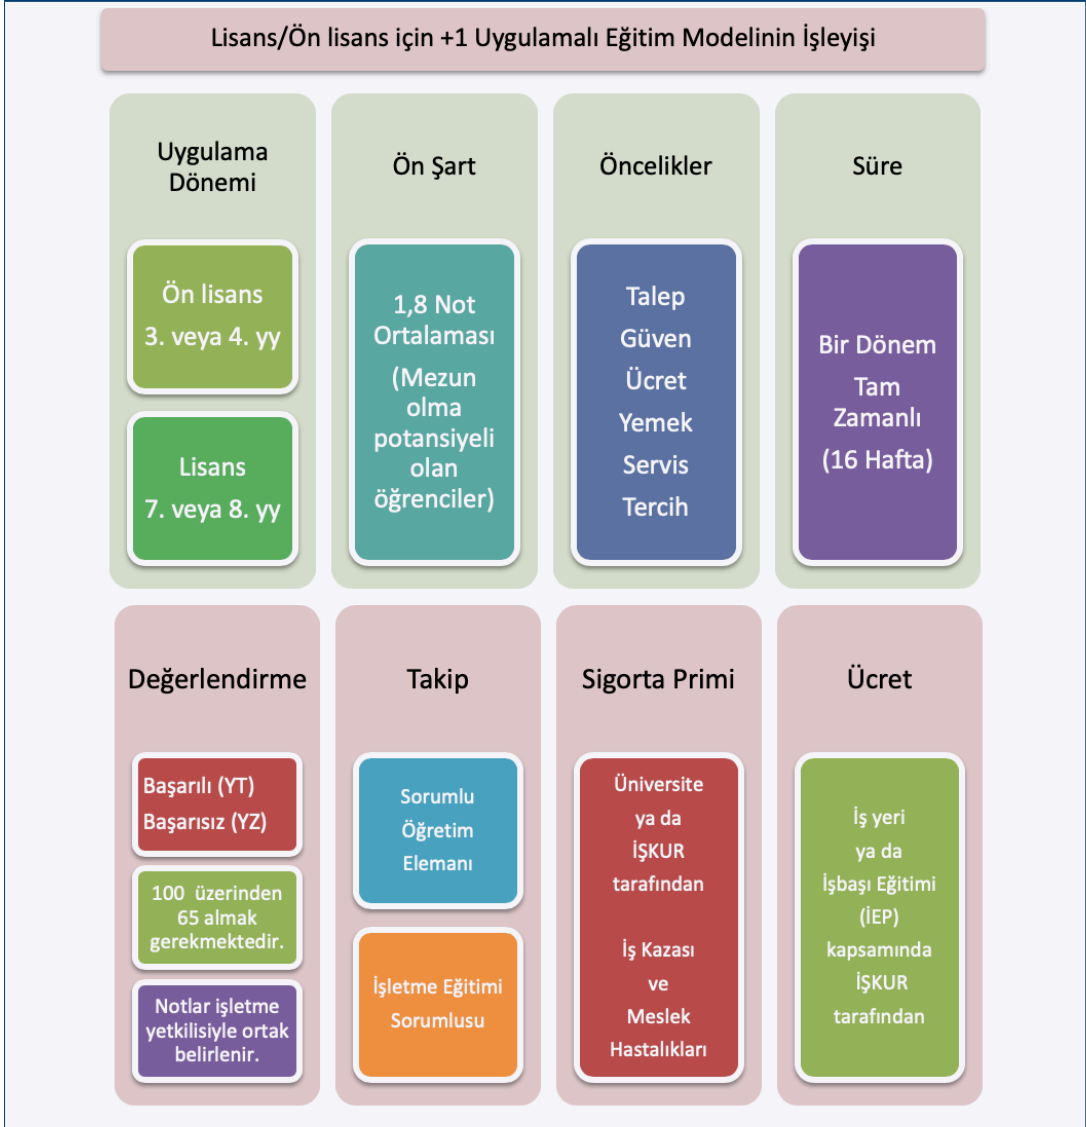 Lisans/Ön lisans için +1 Uygulamalı Eğitim Modelinin İşleyişi
Uygulama
Dönemi
Ön lisans
3. veya 4. yy
Lisans
7. veya 8. yy
Ön Şart
1,8 Not
Ortalaması
(Mezun
olma
potansiyeli
olan
öğrenciler)
Öncelikler
Talep
Güven
Ücret
Yemek
Servis
Tercih
Süre
Bir Dönem
Tam
Zamanlı
(16 Hafta)
Değerlendirme
Başarılı (YT)
Başarısız (YZ)
100 üzerinden
65 almak
gerekmektedir.
Notlar işletme
yetkilisiyle ortak
belirlenir.
Takip
Sorumlu
Öğretim
Elemanı
İşletme Eğitimi
Sorumlusu
Sigorta Primi
Üniversite
ya da
İŞKUR
tarafından
İş Kazası
ve
Meslek
Hastalıkları
Ücret
İş yeri
ya da
İşbaşı Eğitimi
(İEP)
kapsamında
İŞKUR
tarafından